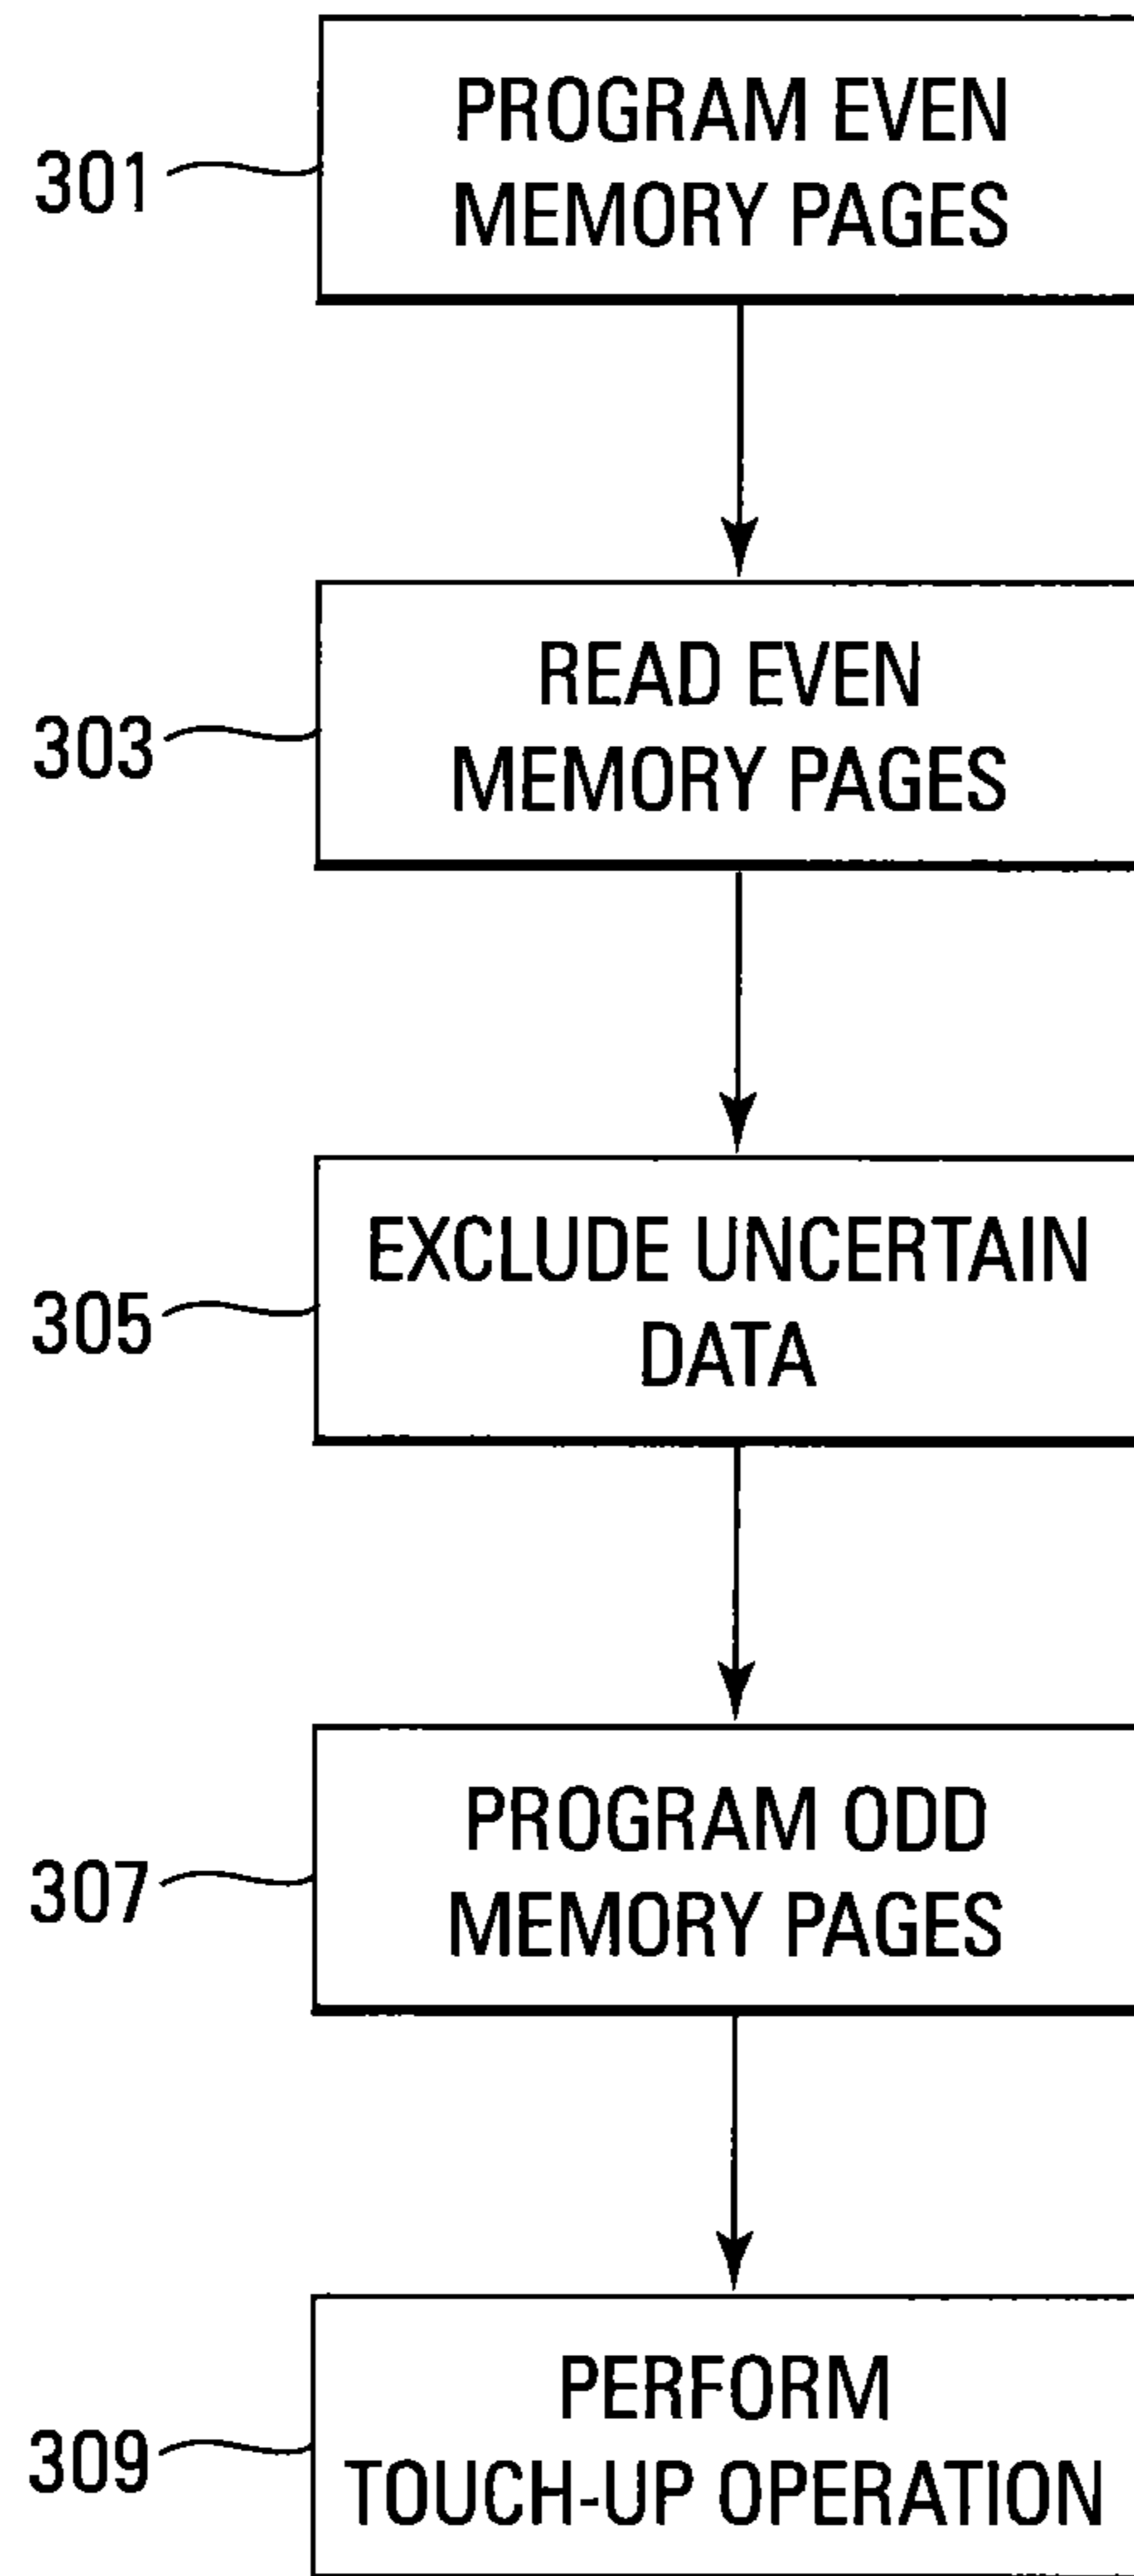 PROGRAM EVEN
MEMORY PAGES
301
READ EVEN
MEMORY PAGES
303
EXCLUDE UNCERTAIN
DATA
305
PROGRAM ODD
MEMORY PAGES
307
PERFORM
TOUCH-UP OPERATION
309